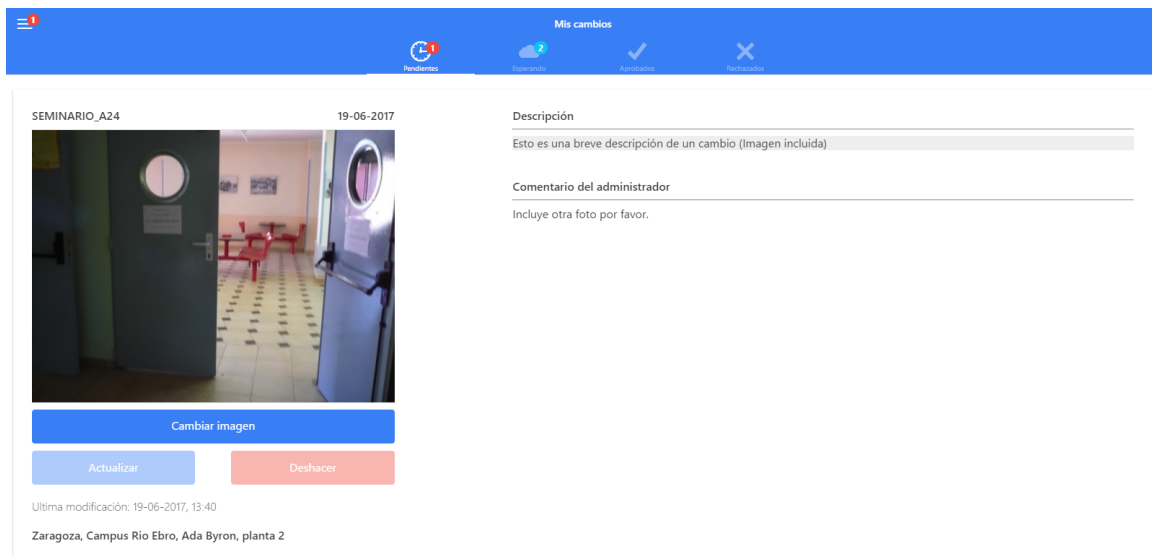 1
Mis cambios
1
2
Pendientes
Esperando
Aprobados
Rechazados
SEMINARIO_A24
19-06-2017
Descripción
Esto es una breve descripción de un cambio (Imagen incluida)
Comentario del administrador
Incluye otra foto por favor.
Cambiar imagen
Actualizar
Deshacer
Ultima modificación: 19-06-2017, 13:40
Zaragoza, Campus Rio Ebro, Ada Byron, planta 2